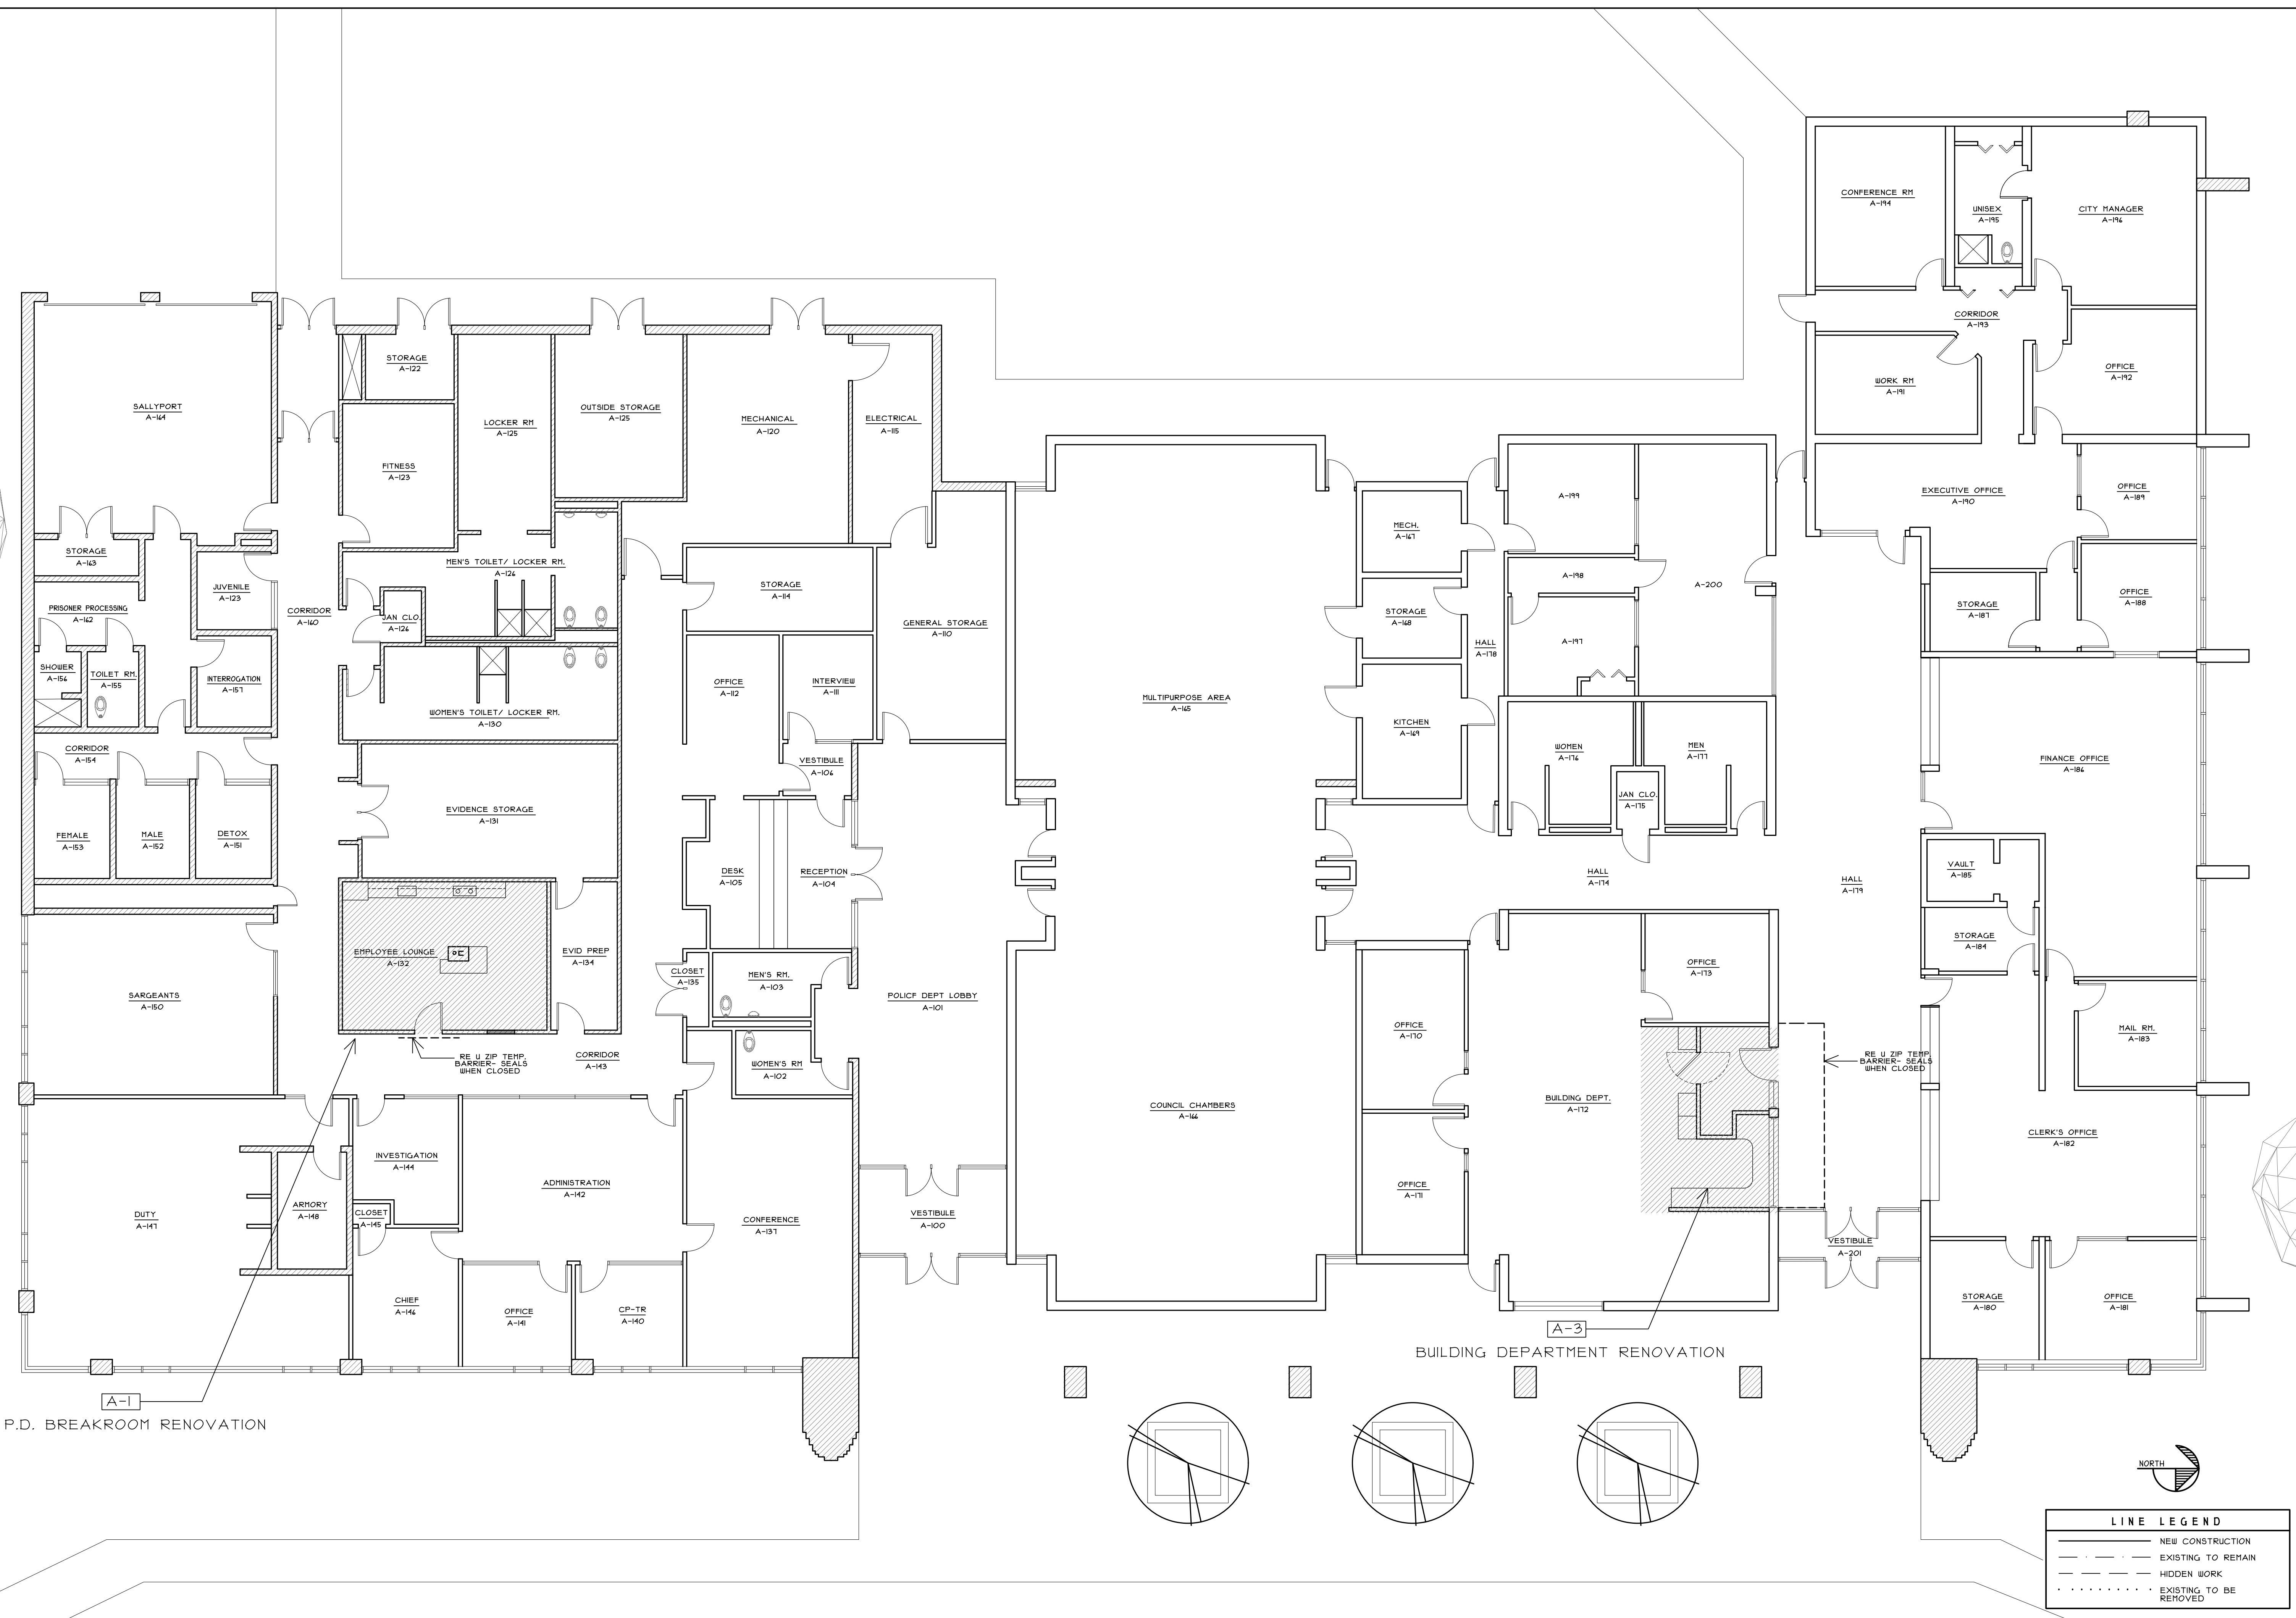 CONFERENCE RM
A-194
UNISEX
A-195
CITY MANAGER
A-196
CORRIDOR
A-193
WORK RM
A-191
OFFICE
A-192
EXECUTIVE OFFICE
A-190
OFFICE
A-189
STORAGE
A-187
OFFICE
A-188
SALLYPORT
A-164
STORAGE
A-122
LOCKER RM
A-125
OUTSIDE STORAGE
A-125
MECHANICAL
A-120
ELECTRICAL
A-115
FITNESS
A-123
STORAGE
A-163
JUVENILE
A-123
PRISONER PROCESSING
A-162
CORRIDOR
A-160
MEN'S TOILET/ LOCKER RM.
A-126
JAN CLO.
A-126
STORAGE
A-114
GENERAL STORAGE
A-110
SHOWER
A-156
TOILET RM.
A-155
INTERROGATION
A-157
WOMEN'S TOILET/ LOCKER RM.
A-130
OFFICE
A-112
INTERVIEW
A-111
VESTIBULE
A-106
CORRIDOR
A-154
FEMALE
A-153
MALE
A-152
DETOX
A-151
EVIDENCE STORAGE
A-131
DESK
A-105
RECEPTION
A-104
EMPLOYEE LOUNGE
A-132
EVID PREP
A-134
CLOSET
A-135
MEN'S RM.
A-103
POLICF DEPT LOBBY
A-101
SARGEANTS
A-150
RE U ZIP TEMP.
BARRIER- SEALS
WHEN CLOSED
CORRIDOR
A-143
WOMEN'S RM
A-102
INVESTIGATION
A-144
ADMINISTRATION
A-142
DUTY
A-147
ARMORY
A-148
CLOSET
A-145
CONFERENCE
A-137
VESTIBULE
A-100
CHIEF
A-146
OFFICE
A-141
CP-TR
A-140
A-1
P.D. BREAKROOM RENOVATION
MULTIPURPOSE AREA
A-165
COUNCIL CHAMBERS
A-166
MECH.
A-167
STORAGE
A-168
KITCHEN
A-169
HALL
A-178
A-199
A-198
A-197
A-200
WOMEN
A-176
MEN
A-177
JAN CLO.
A-175
HALL
A-174
HALL
A-179
OFFICE
A-170
OFFICE
A-171
BUILDING DEPT.
A-172
OFFICE
A-173
RE U ZIP TEMP.
BARRIER- SEALS
WHEN CLOSED
A-3
BUILDING DEPARTMENT RENOVATION
VESTIBULE
A-201
FINANCE OFFICE
A-186
VAULT
A-185
STORAGE
A-184
MAIL RM.
A-183
CLERK'S OFFICE
A-182
STORAGE
A-180
OFFICE
A-181
NORTH
LINE LEGEND
NEW CONSTRUCTION
EXISTING TO REMAIN
HIDDEN WORK
EXISTING TO BE
REMOVED